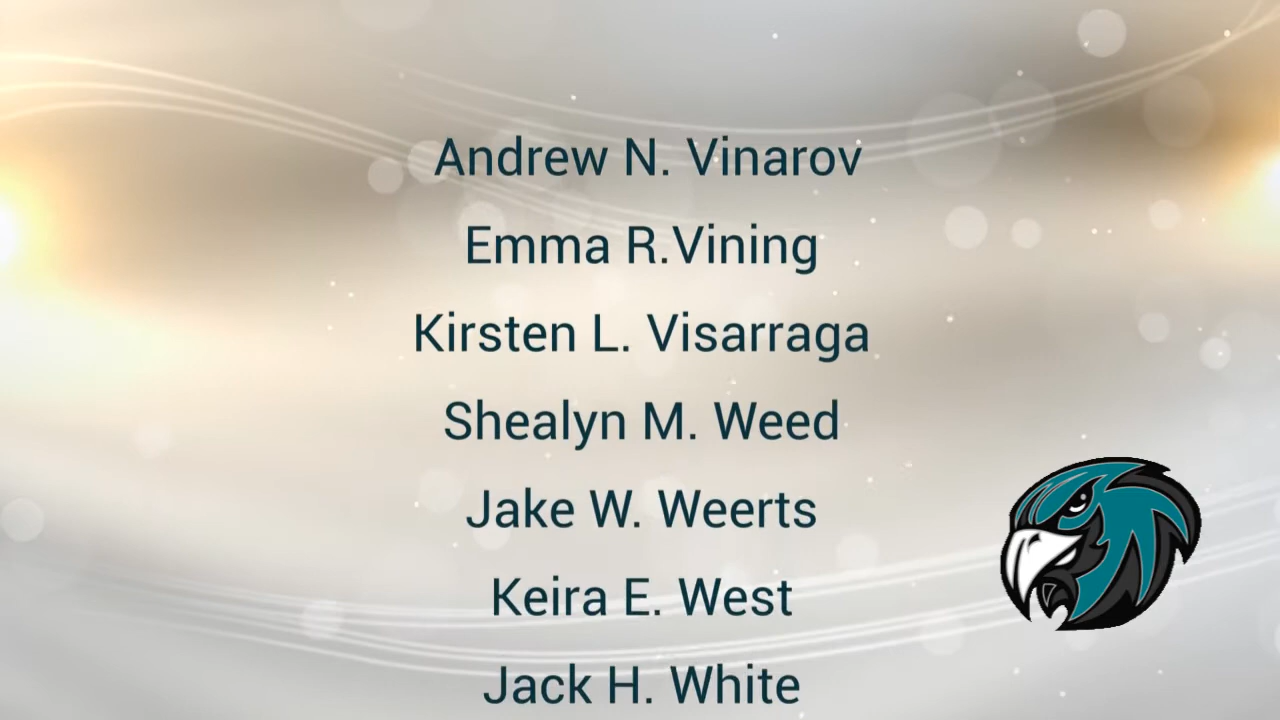 Andrew N. Vinarov
Emma R.Vining
Kirsten L. Visarraga
Shealyn M. Weed
Jake W. Weerts
Keira E. West
Jack H. White